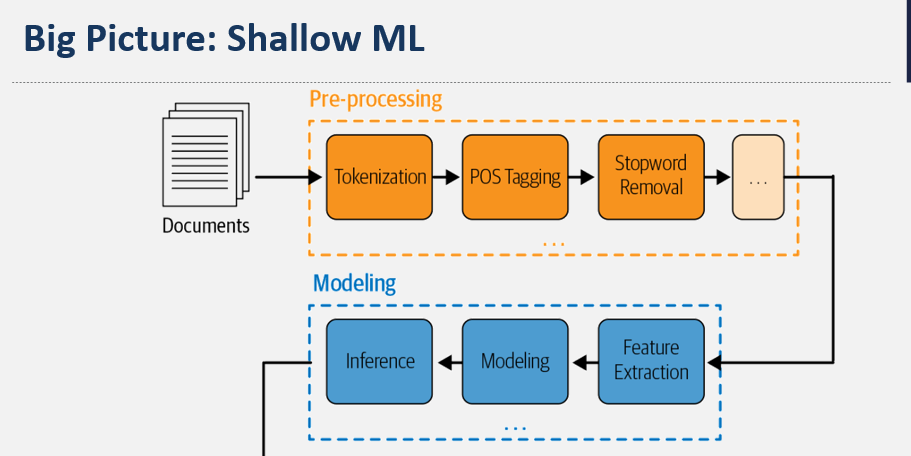 Big Picture: Shallow ML
Pre-processing
Documents
Tokenization
POS Tagging
Stopword
Removal
...
...
Modeling
Inference
Modeling
Feature
Extraction
...